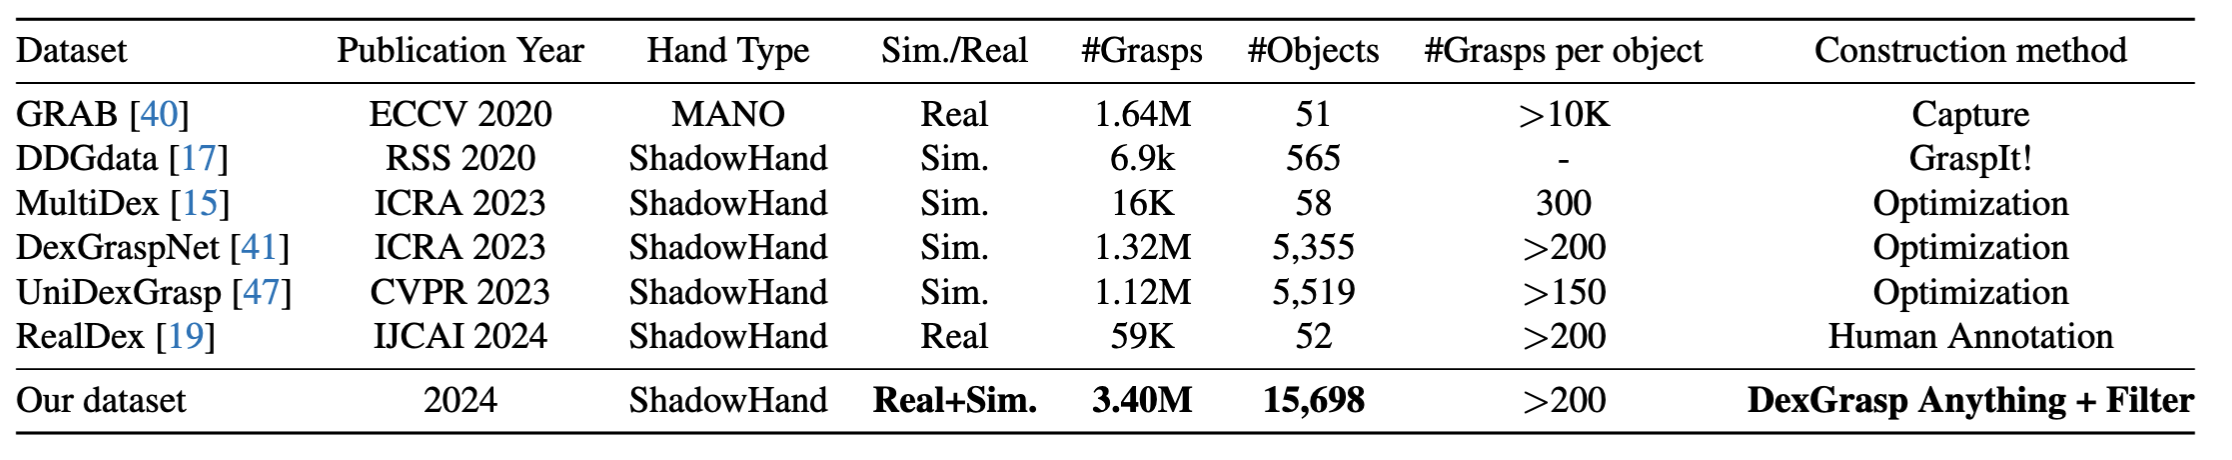 Dataset Publication Year Hand Type Sim./Real #Grasps #Objects #Grasps per object Construction method
GRAB [40] ECCV 2020 MANO Real 1.64M 51 >10K Capture
DDGdata [17] RSS 2020 ShadowHand Sim. 6.9k 565 - GraspIt!
MultiDex [15] ICRA 2023 ShadowHand Sim. 16K 58 300 Optimization
DexGraspNet [41] ICRA 2023 ShadowHand Sim. 1.32M 5,355 >200 Optimization
UniDexGrasp [47] CVPR 2023 ShadowHand Sim. 1.12M 5,519 >150 Optimization
RealDex [19] IJCAI 2024 ShadowHand Real 59K 52 >200 Human Annotation
Our dataset 2024 ShadowHand Real+Sim. 3.40M 15,698 >200 DexGrasp Anything + Filter